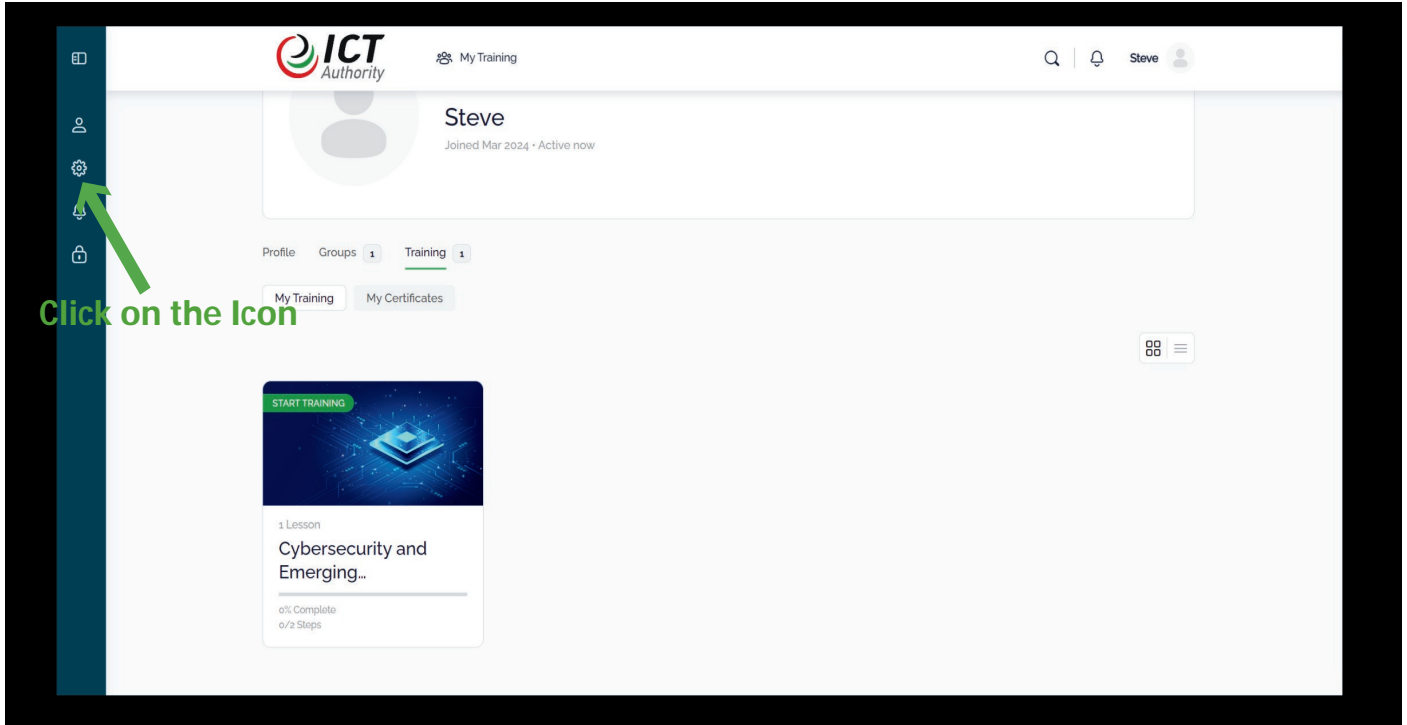 ICT
Authority
My Training
Steve
Steve
Joined Mar 2024 • Active now
Profile Groups 1 Training 1
My Training My Certificates
Click on the Icon
START TRAINING
1 Lesson
Cybersecurity and
Emerging...
0% Complete
0/2 Steps